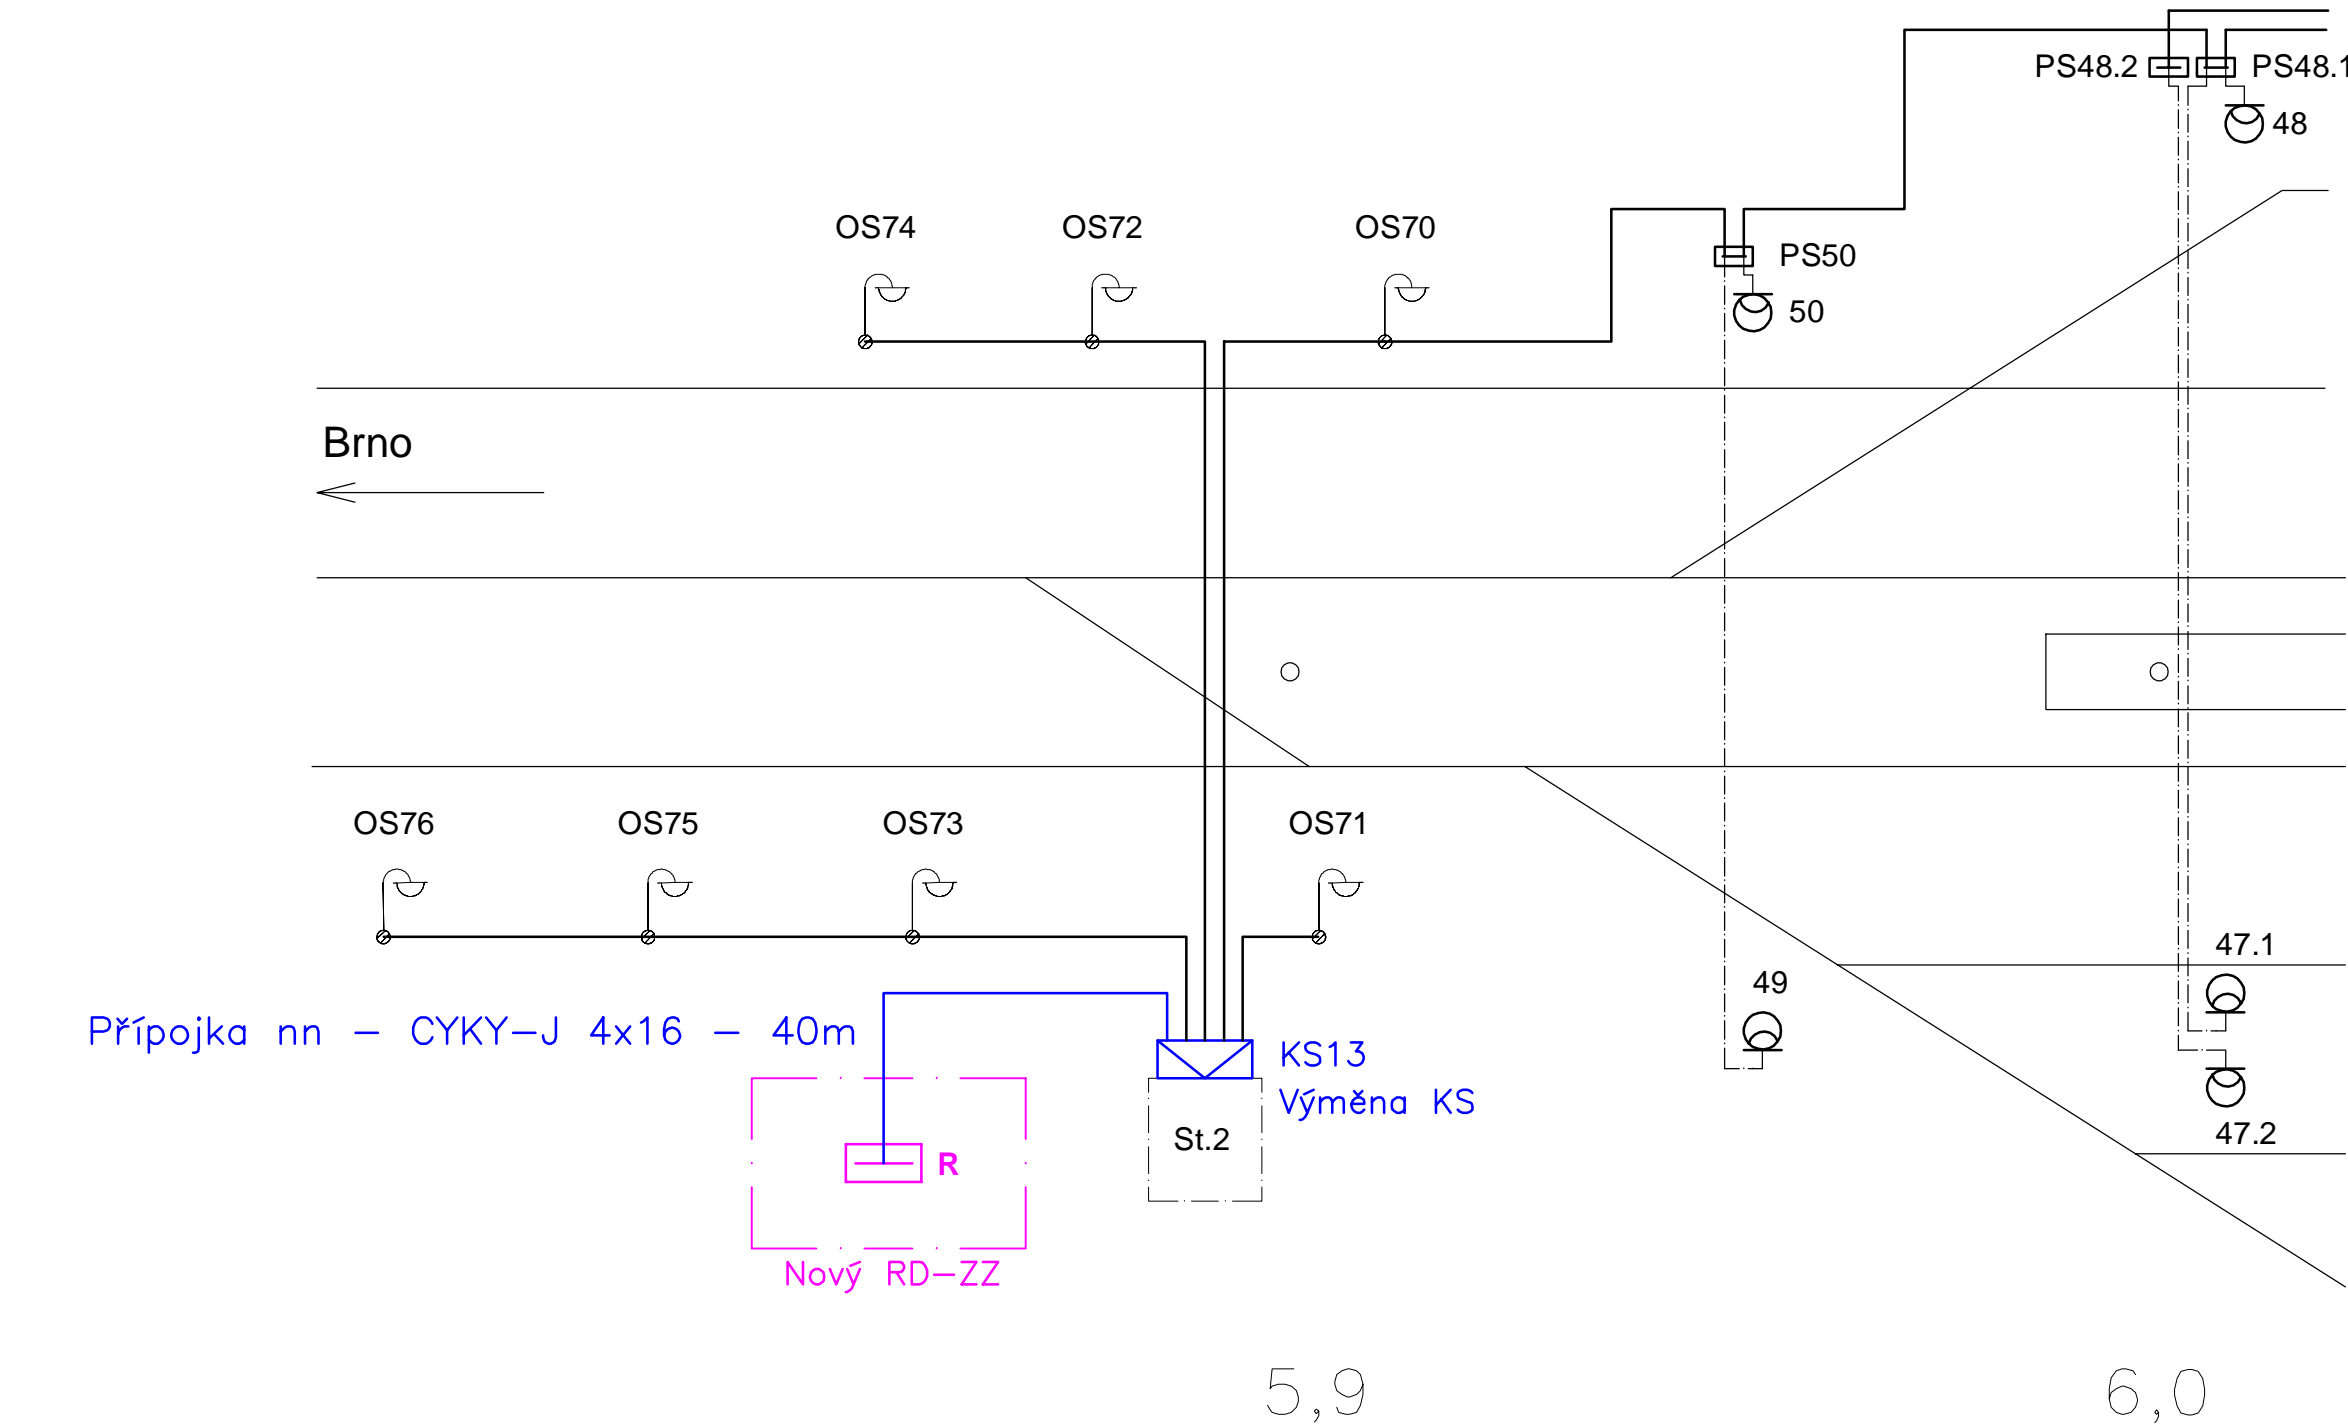 PS48.2
PS48.1
48
OS74
OS72
OS70
PS50
50
Brno
OS76
OS75
OS73
OS71
47.1
49
Přípojka nn – CYKY–J 4x16 – 40m
KS13
Výměna KS
St.2
47.2
R
Nový RD–ZZ
5,9
6,0